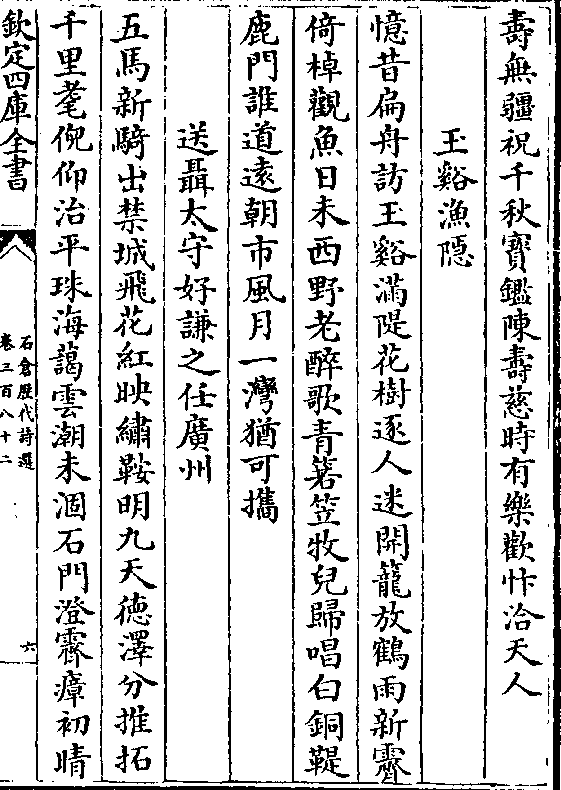 壽無疆祝千秋寶鑑陳壽慈時有樂歡忭洽天人
玉谿漁隱
憶昔扁舟訪玉谿滿隄花樹逐人迷開籠放鶴雨新霽
倚棹觀魚日未西野老醉歌青箬笠牧兒歸唱白銅鞮
鹿門誰道遠朝市風月一灣猶可攜
送聶太守好謙之任廣州
五馬新騎出禁城飛花紅映繡鞍明九天德澤分推拓
千里耄倪仰治平珠海藹雲潮未涸石門澄霖瘴初晴
欽定四庫全書
石倉歷代詩選
卷三百八十二
六